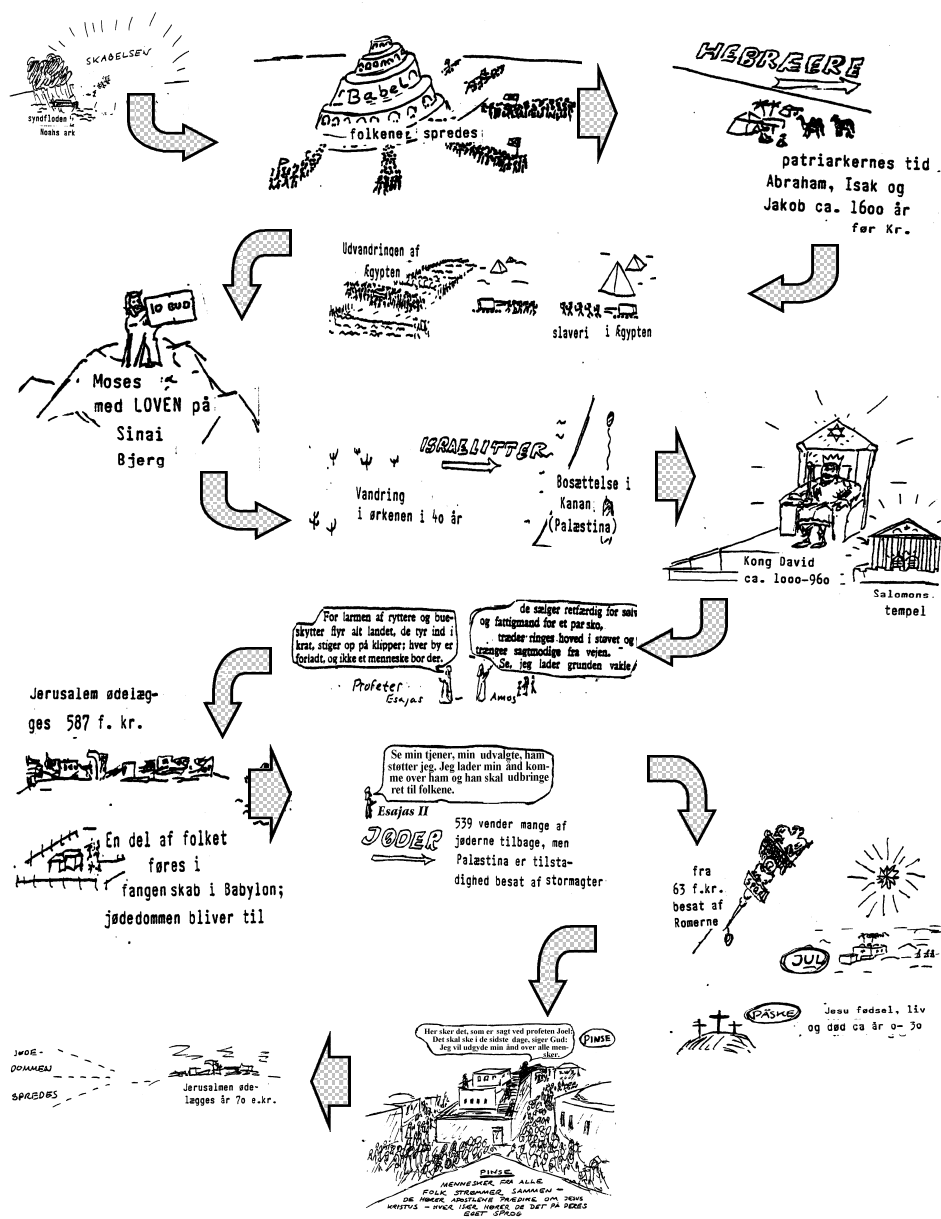 SKABELSEN
syndfloden
Noahs ark
Babel
folkene spredes
HEBRÆERE
patriarkernes tid
Abraham, Isak og
Jakob ca. 1600 år
før Kr.
Udvandringen af
Ægypten
slaveri i Ægypten
10 BUD
Moses
med LOVEN på
Sinai
Bjerg
Vandring
i ørkenen i 40 år
ISRAELITTER
Bosættelse i
Kanan
(Palæstina)
Kong David
ca. 1000-960
Salomons
tempel
For larmen af ryttere og bue-
skytter flyr alt landet, de tyr ind i
krat, stiger op på klipper; hver by er
forladt, og ikke et menneske bor der.
Profeter
Esajas
de sælger retfærdig for sølv
og fattigmand for et par sko,
træder ringes hoved i støvet og
trænger sagtmodige fra vejen.
Se, jeg lader grunden vakle
Amos
Jerusalem ødelæg-
ges 587 f. kr.
En del af folket
føres i
fangenskab i Babylon;
jødedommen bliver til
Se min tjener, min udvalgte, ham
støtter jeg. Jeg lader min ånd kom-
me over ham og han skal udbringe
ret til folkene.
Esajas II
JØDER
539 vender mange af
jøderne tilbage, men
Palæstina er tilsta-
dighed besat af stormagter
fra
63 f.kr.
besat af
Romerne
SPQR
JUL
PÅSKE
Jesu fødsel, liv
og død ca år 0- 30
Her sker det, som er sagt ved profeten Joel:
Det skal ske i de sidste dage, siger Gud:
Jeg vil udgyde min ånd over alle men-
sker.
PINSE
PINSE
MENNESKER FRA ALLE
FOLK STRØMMER SAMMEN -
DE HØRER APOSTLENE PRÆDIKE OM JESUS
KRISTUS - HVER ISÆR HØRER DE DET PÅ DERES
EGET SPROG
Jerusalmen øde-
lægges år 70 e.kr.
JØDE-
DOMMEN
SPREDES